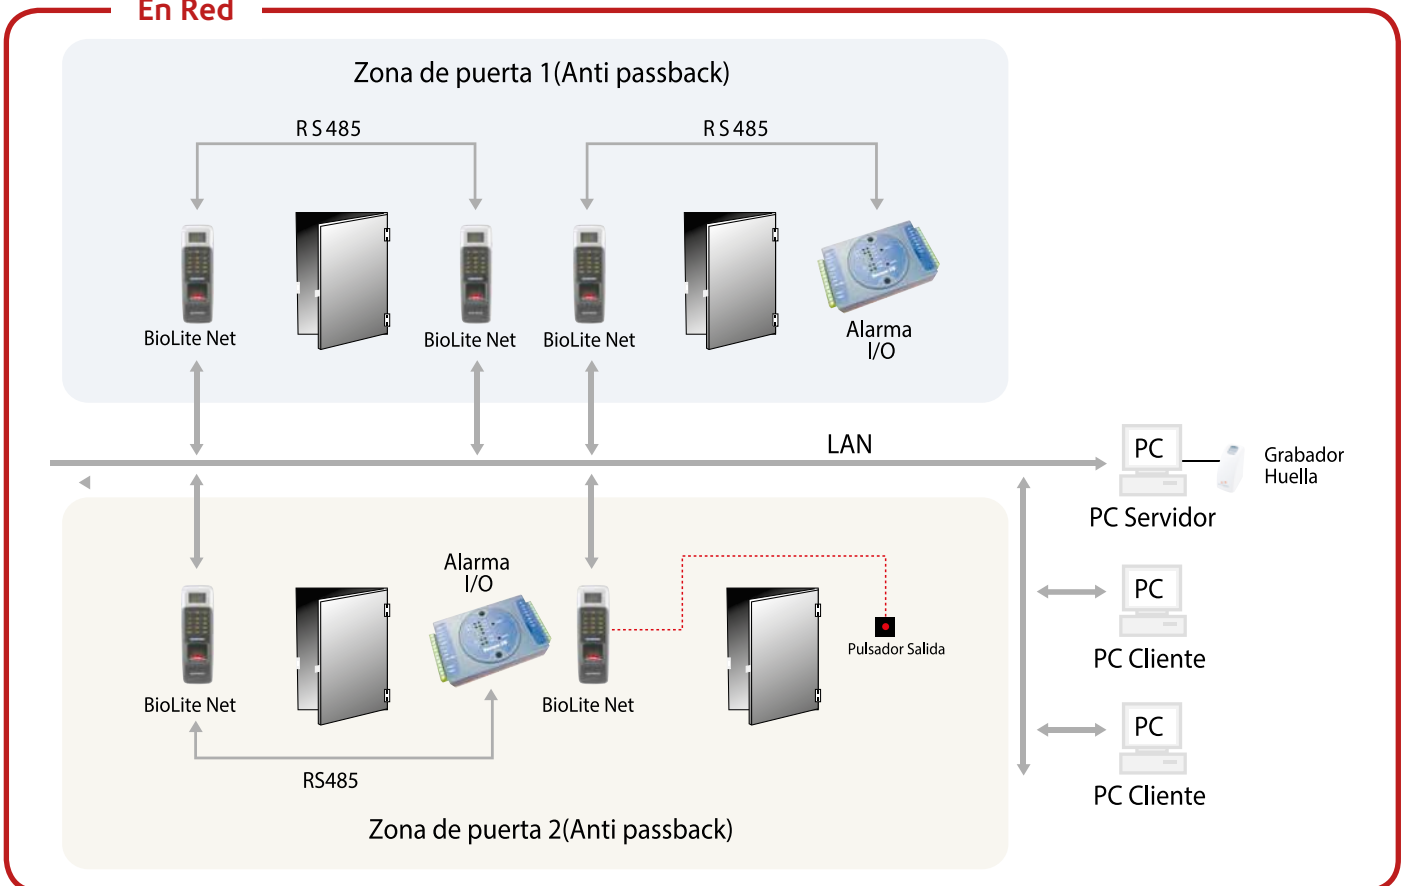 En Red
Zona de puerta 1(Anti passback)
RS485
RS485
BioLite Net
BioLite Net
BioLite Net
Alarma
I/O
LAN
PC
Grabador
Huella
PC Servidor
Alarma
I/O
PC
Pulsador Salida
PC Cliente
BioLite Net
BioLite Net
PC
RS485
PC Cliente
Zona de puerta 2(Anti passback)